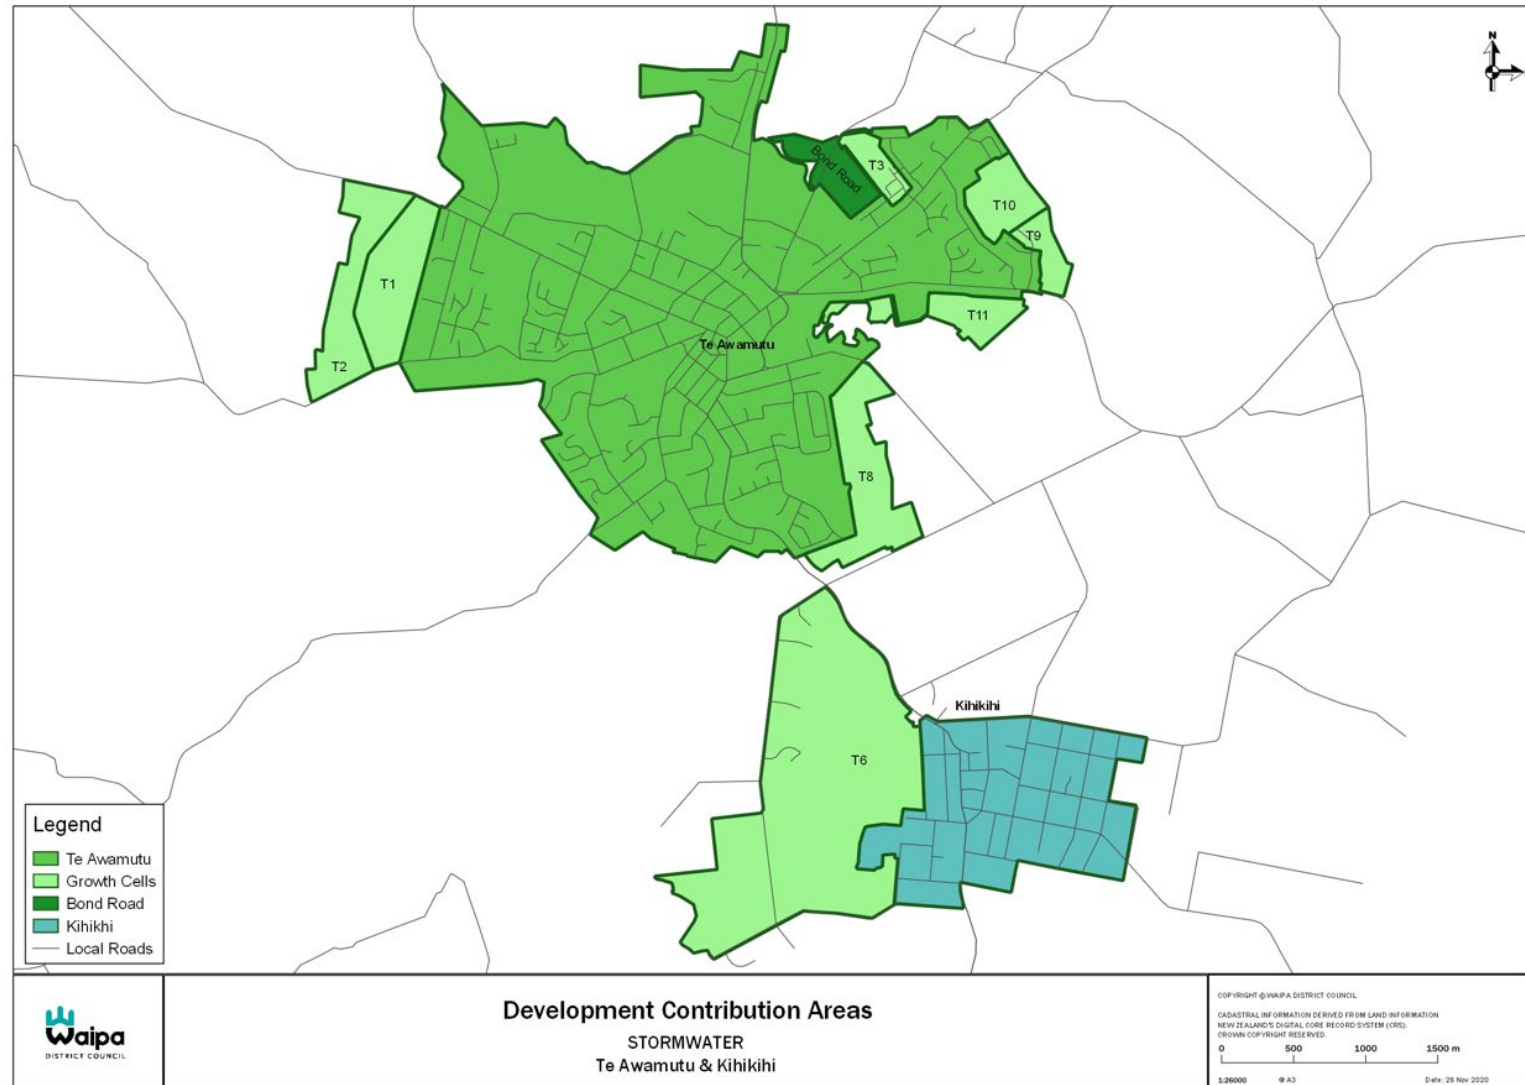 N
Bond Road
T3
T10
T9
T1
T11
Te Awamutu
T2
T8
Kihikihi
T6
Legend
Te Awamutu
Growth Cells
Bond Road
Kihikhi
Local Roads
Waipa
DISTRICT COUNCIL
Development Contribution Areas
STORMWATER
Te Awamutu & Kihikihi
COPYRIGHT © WAIPA DISTRICT COUNCIL
CADASTRAL INFORMATION DERIVED FROM LAND INFORMATION
NEW ZEALAND'S DIGITAL CORE RECORD SYSTEM (CRS).
CROWN COPYRIGHT RESERVED.
0 500 1000 1500 m
1:26000 @ A3 Date: 26 Nov 2020